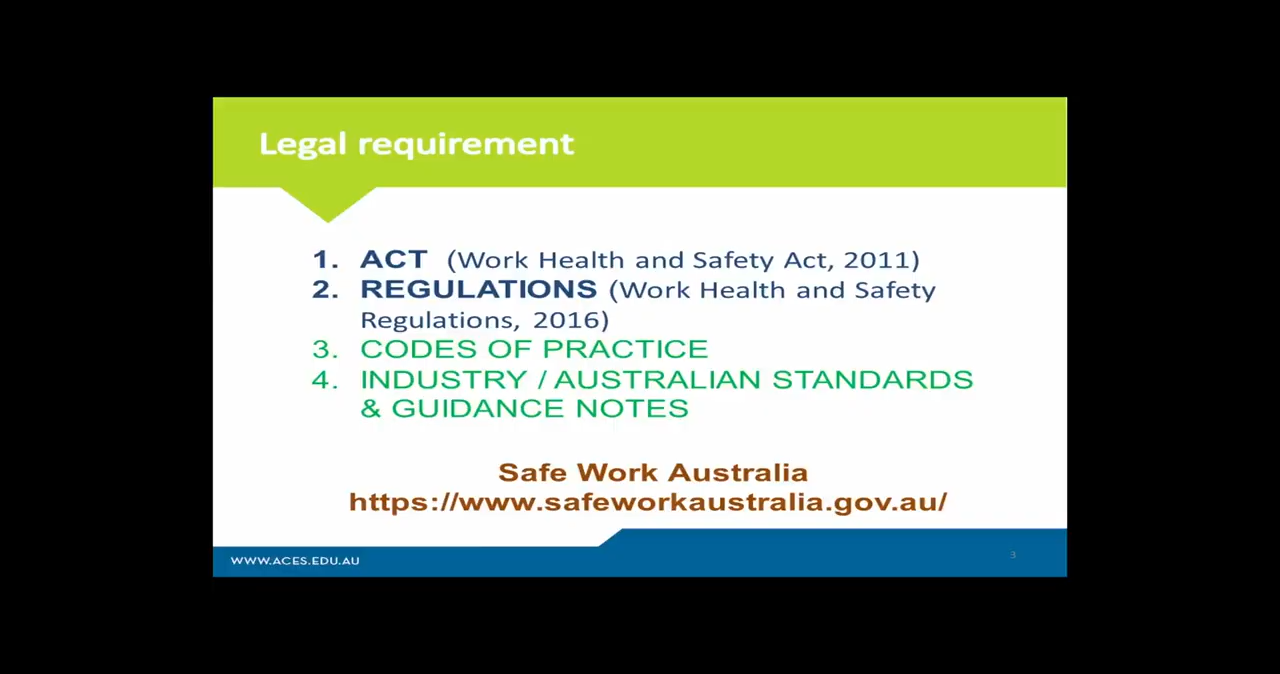 Legal requirement
1. ACT (Work Health and Safety Act, 2011)
2. REGULATIONS (Work Health and Safety
Regulations, 2016)
3. CODES OF PRACTICE
4. INDUSTRY / AUSTRALIAN STANDARDS
& GUIDANCE NOTES
Safe Work Australia
https://www.safeworkaustralia.gov.au/
WWW.ACES.EDU.AU
3